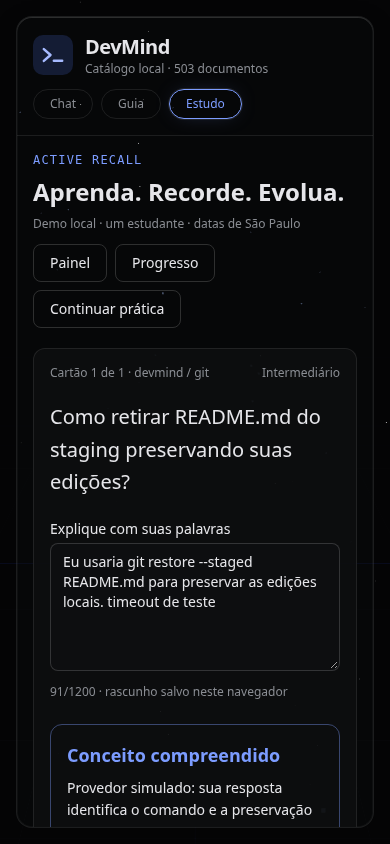 DevMind
Catálogo local · 503 documentos
Chat
Guia
Estudo
ACTIVE RECALL
Aprenda. Recorde. Evolua.
Demo local · um estudante · datas de São Paulo
Painel
Progresso
Continuar prática
Cartão 1 de 1 · devmind / git
Intermediário
Como retirar README.md do
staging preservando suas
edições?
Explique com suas palavras
Eu usaria git restore --staged
README.md para preservar as edições
locais. timeout de teste
91/1200 · rascunho salvo neste navegador
Conceito compreendido
Provedor simulado: sua resposta
identifica o comando e a preservação